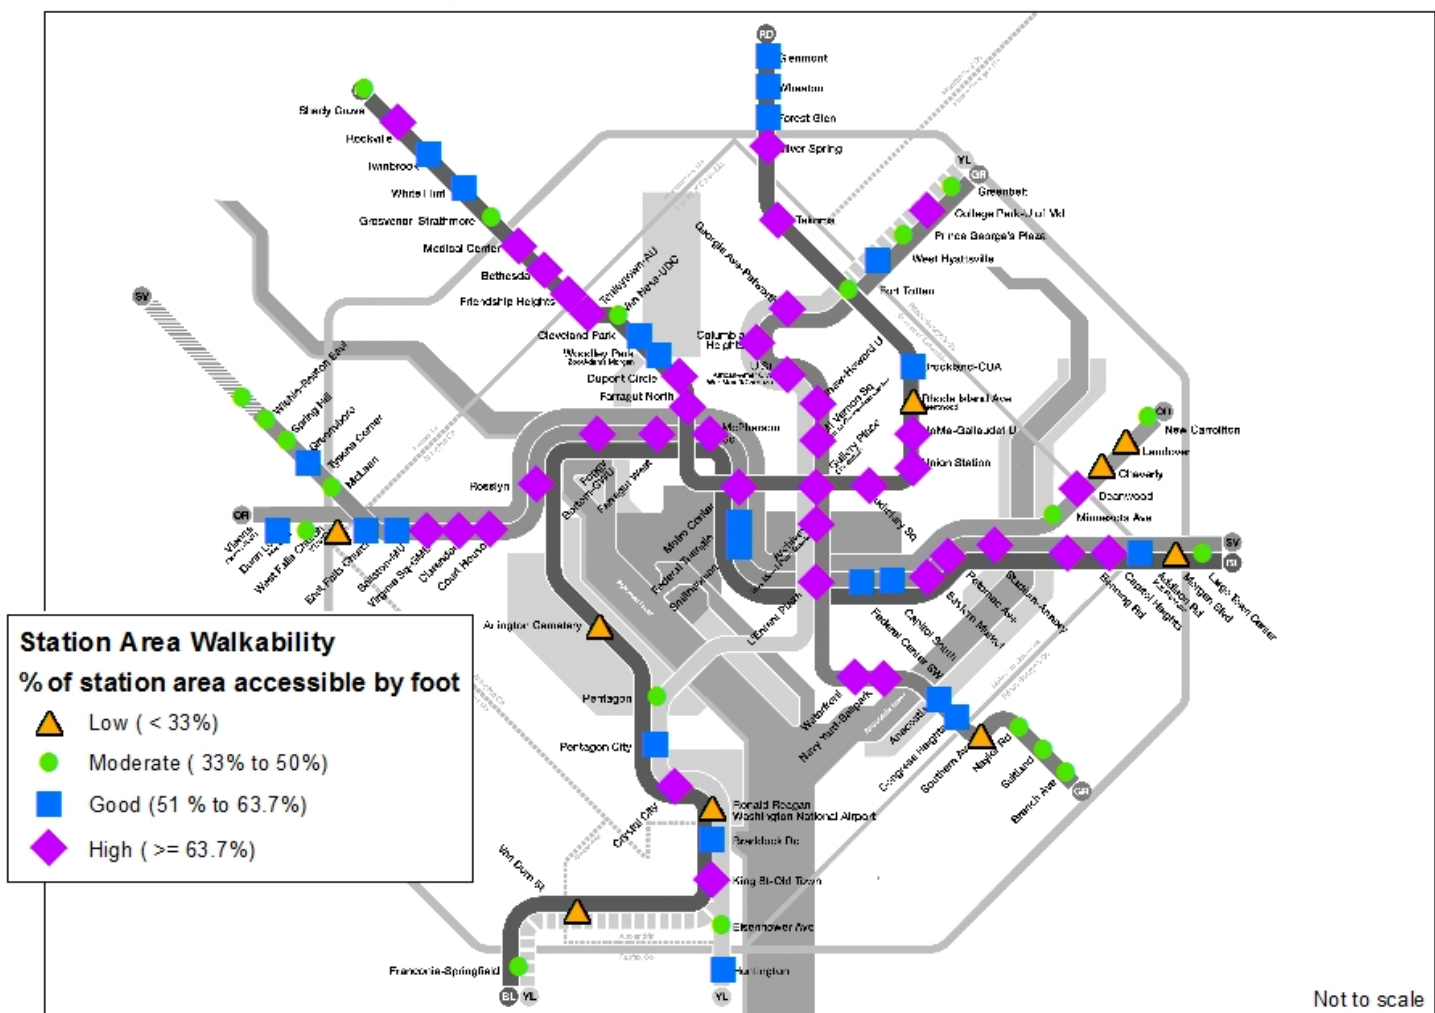 RD
Glenmont
Wheaton
Forest Glen
Silver Spring
Takoma
Shady Grove
Rockville
Twinbrook
White Flint
Grosvenor Strathmore
Medical Center
Bethesda
Friendship Heights
Tenleytown-AU
Van Ness-UDC
Cleveland Park
Woodley Park
Dupont Circle
Farragut North
YL
GR
Greenbelt
College Park-U of Md
Prince George's Plaza
West Hyattsville
Fort Totten
Georgia Ave-Petworth
Columbia
Heights
U St
Shaw-Howard U
Mt Vernon Sq
Gallery Place
Brookland-CUA
Rhode Island Ave
NoMa-Gallaudet U
Union Station
Judiciary Sq
SV
Wiehle-Reston East
Spring Hill
Greensboro
Tysons Corner
McLean
OR
Vienna
Dunn Loring
West Falls Church
East Falls Church
Ballston-MU
Virginia Sq-GMU
Clarendon
Court House
Rosslyn
Foggy
Bottom-GWU
Farragut West
McPherson
Sq
Metro Center
Federal Triangle
Smithsonian
Archives
L'Enfant Plaza
Federal Center SW
Capitol South
Eastern Market
Potomac Ave
Stadium-Armory
Benning Rd
Capitol Heights
Addison Rd
Morgan Blvd
Largo Town Center
SV
BL
Minnesota Ave
Deanwood
Cheverly
Landover
New Carrollton
OR
Arlington Cemetery
Pentagon
Pentagon City
Crystal City
Ronald Reagan
Washington National Airport
Braddock Rd
King St-Old Town
Eisenhower Ave
Huntington
YL
Van Dorn St
Franconia-Springfield
BL
YL
Waterfront
Navy Yard-Ballpark
Anacostia
Congress Heights
Southern Ave
Naylor Rd
Suitland
Branch Ave
GR
Station Area Walkability
% of station area accessible by foot
Low ( < 33%)
Moderate ( 33% to 50%)
Good (51 % to 63.7%)
High ( >= 63.7%)
Not to scale